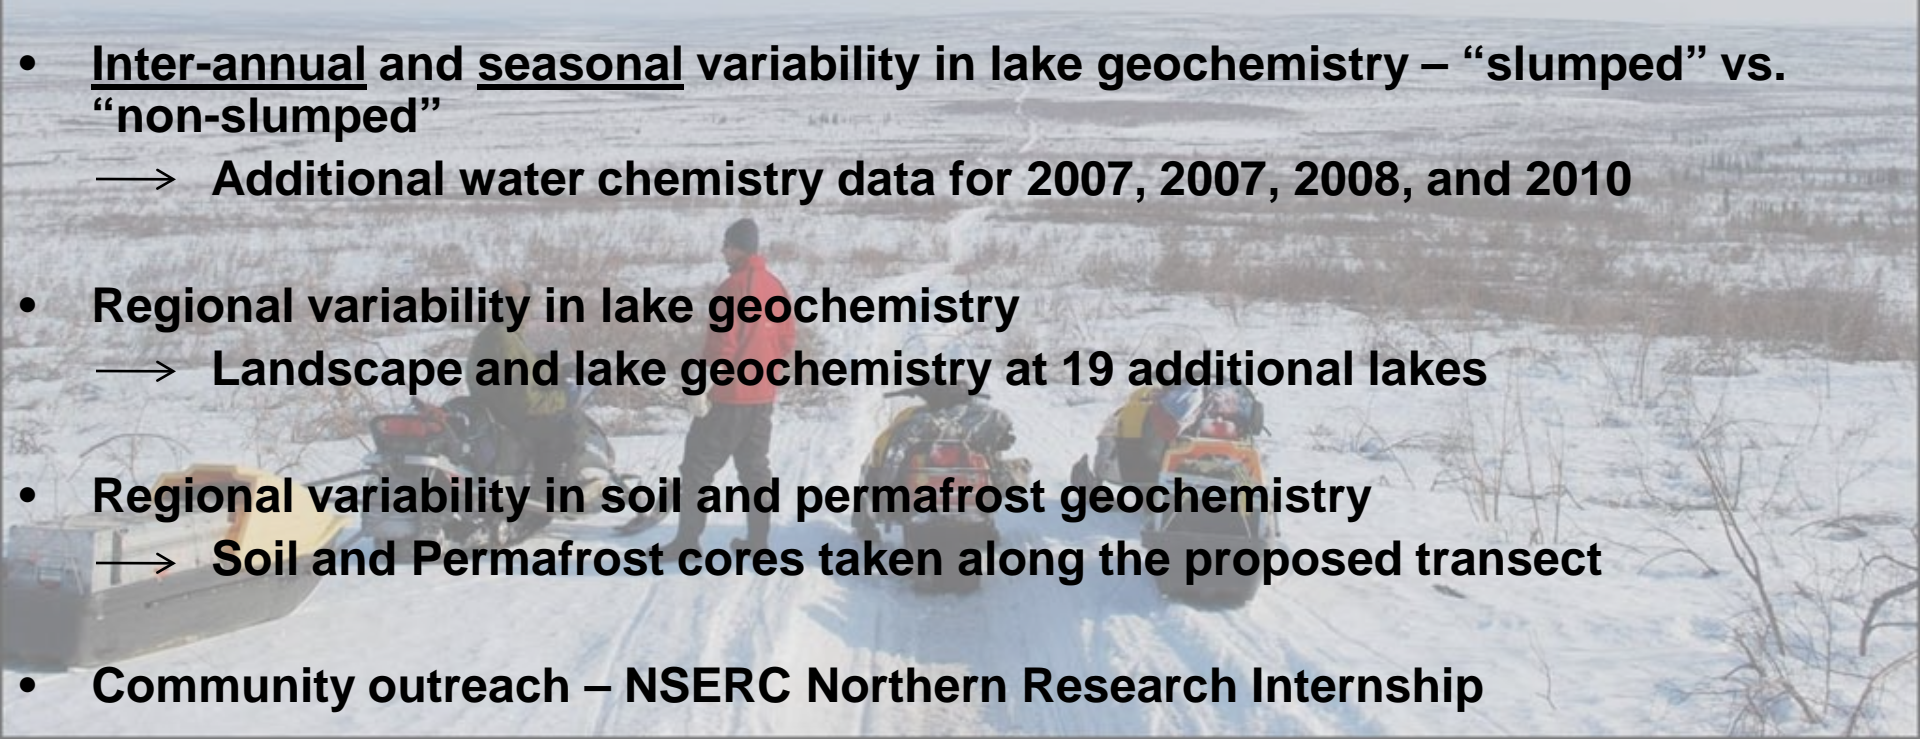 • Inter-annual and seasonal variability in lake geochemistry – “slumped” vs.
“non-slumped”
→ Additional water chemistry data for 2007, 2007, 2008, and 2010
• Regional variability in lake geochemistry
→ Landscape and lake geochemistry at 19 additional lakes
• Regional variability in soil and permafrost geochemistry
→ Soil and Permafrost cores taken along the proposed transect
• Community outreach – NSERC Northern Research Internship